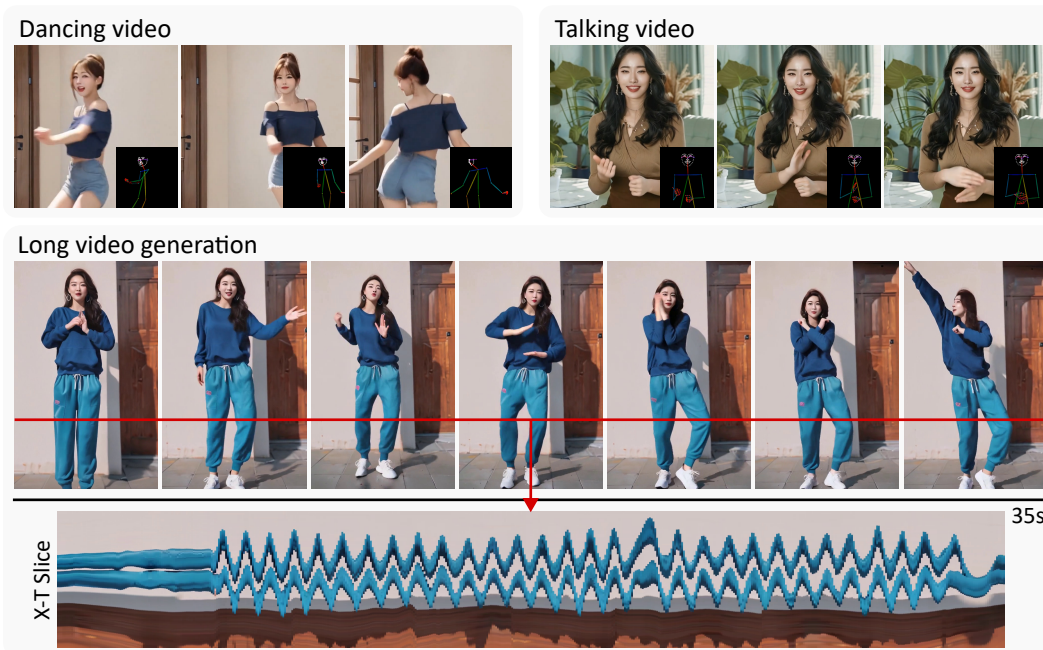 Dancing video
Talking video
Long video generation
35s
X-T Slice